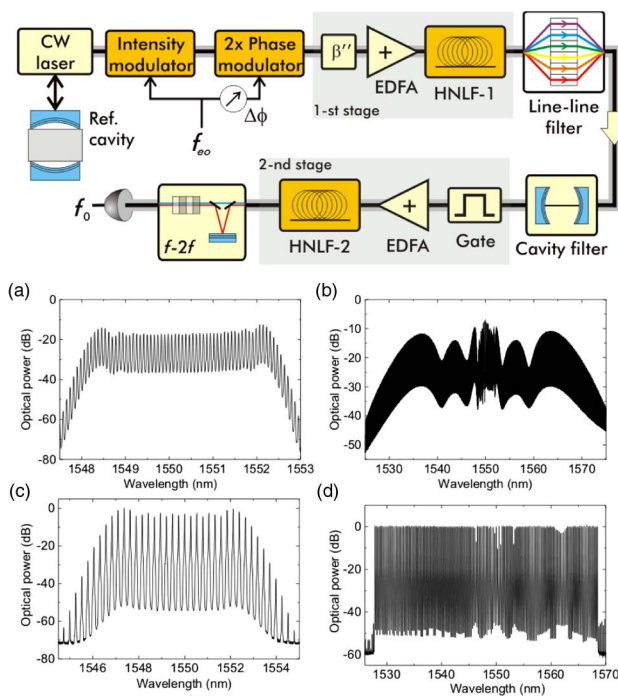 CW
laser
Intensity
modulator
2x Phase
modulator
β''
EDFA
HNLF-1
Line-line
filter
1-st stage
Ref.
cavity
f_eo
Δϕ
2-nd stage
f_0
f-2f
HNLF-2
EDFA
Gate
Cavity filter
(a)
Optical power (dB)
0
-20
-40
-60
-80
1548 1549 1550 1551 1552 1553
Wavelength (nm)
(b)
Optical power (dB)
0
-10
-20
-30
-40
-50
1530 1540 1550 1560 1570
Wavelength (nm)
(c)
Optical power (dB)
0
-20
-40
-60
-80
1546 1548 1550 1552 1554
Wavelength (nm)
(d)
Optical power (dB)
0
-20
-40
-60
1530 1540 1550 1560 1570
Wavelength (nm)